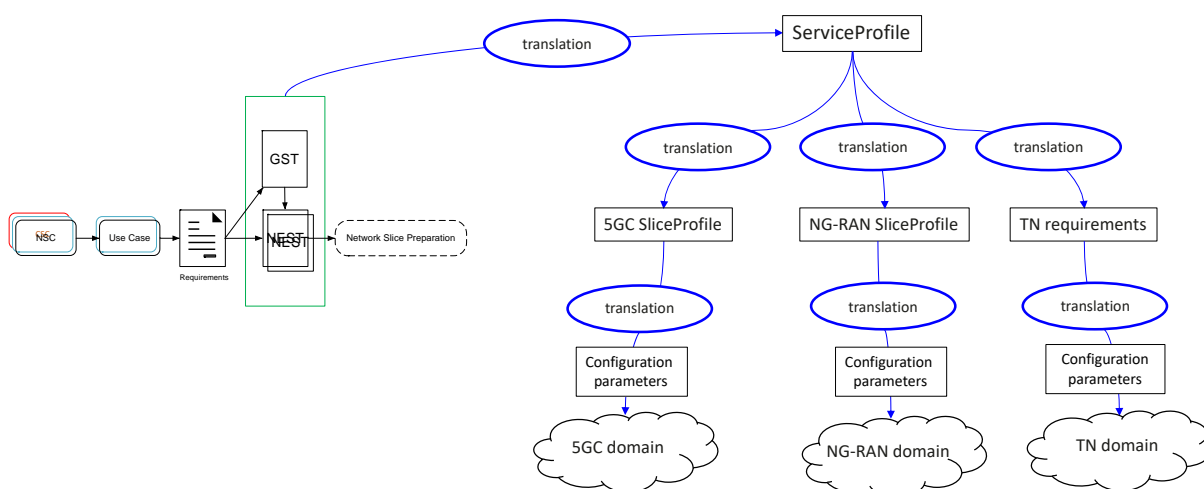 translation
ServiceProfile
GST
translation
translation
translation
NSC
Use Case
NEST
NEST
Network Slice Preparation
Requirements
5GC SliceProfile
NG-RAN SliceProfile
TN requirements
translation
translation
translation
Configuration
parameters
Configuration
parameters
Configuration
parameters
5GC domain
NG-RAN domain
TN domain